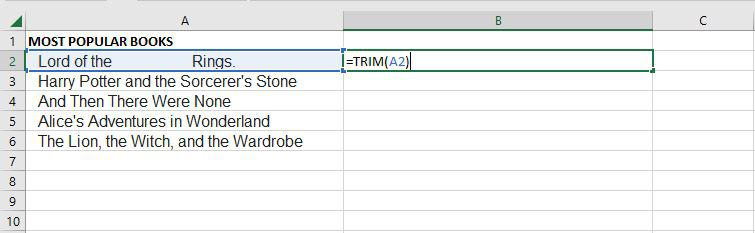 A B C
1 MOST POPULAR BOOKS
2 Lord of the Rings. =TRIM(A2)
3 Harry Potter and the Sorcerer's Stone
4 And Then There Were None
5 Alice's Adventures in Wonderland
6 The Lion, the Witch, and the Wardrobe
7
8
9
10